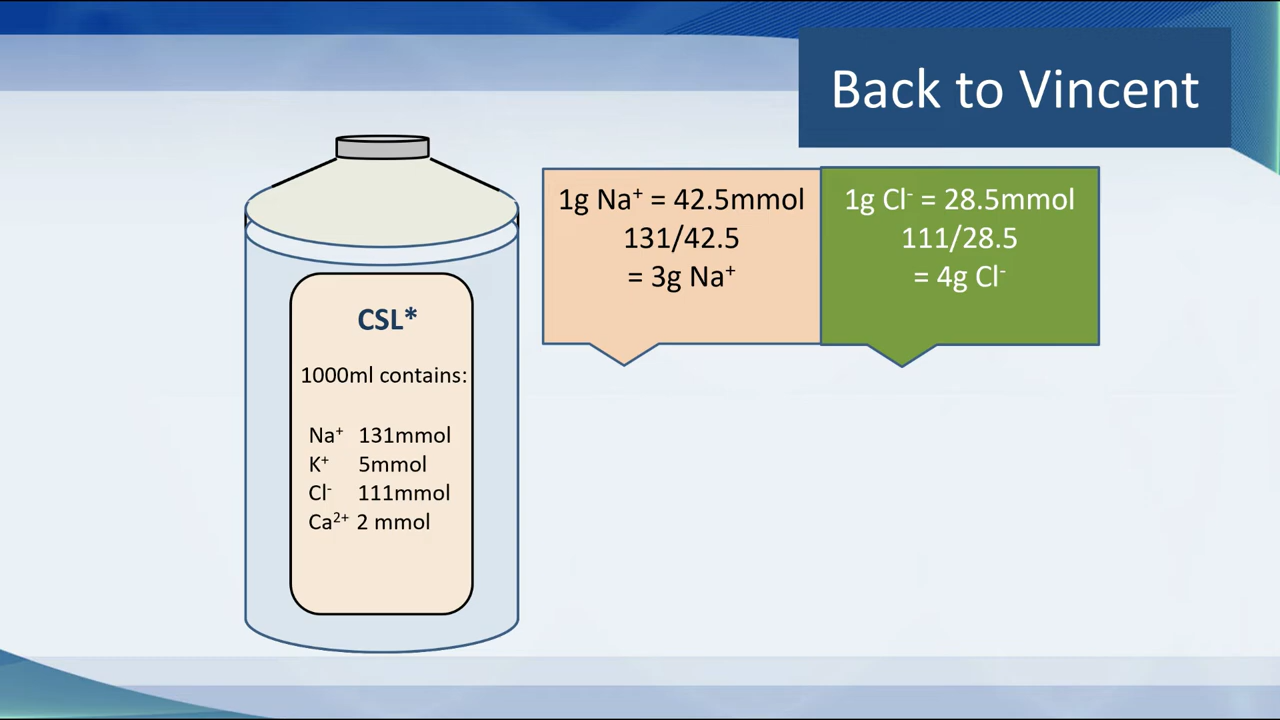 Back to Vincent
1g Na⁺ = 42.5mmol
131/42.5
= 3g Na⁺
1g Cl⁻ = 28.5mmol
111/28.5
= 4g Cl⁻
CSL*
1000ml contains:
Na⁺ 131mmol
K⁺ 5mmol
Cl⁻ 111mmol
Ca²⁺ 2 mmol